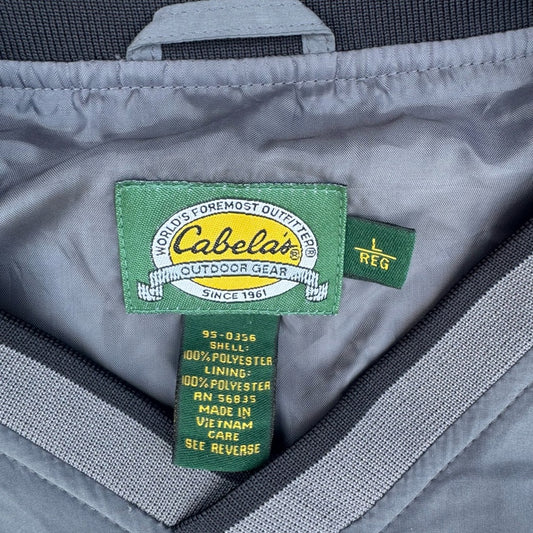 WORLD'S FOREMOST OUTFITTER®
Cabela's®
OUTDOOR GEAR
SINCE 1961
L
REG
95-0356
SHELL:
100% POLYESTER
LINING:
100% POLYESTER
RN 56835
MADE IN
VIETNAM
CARE
SEE REVERSE